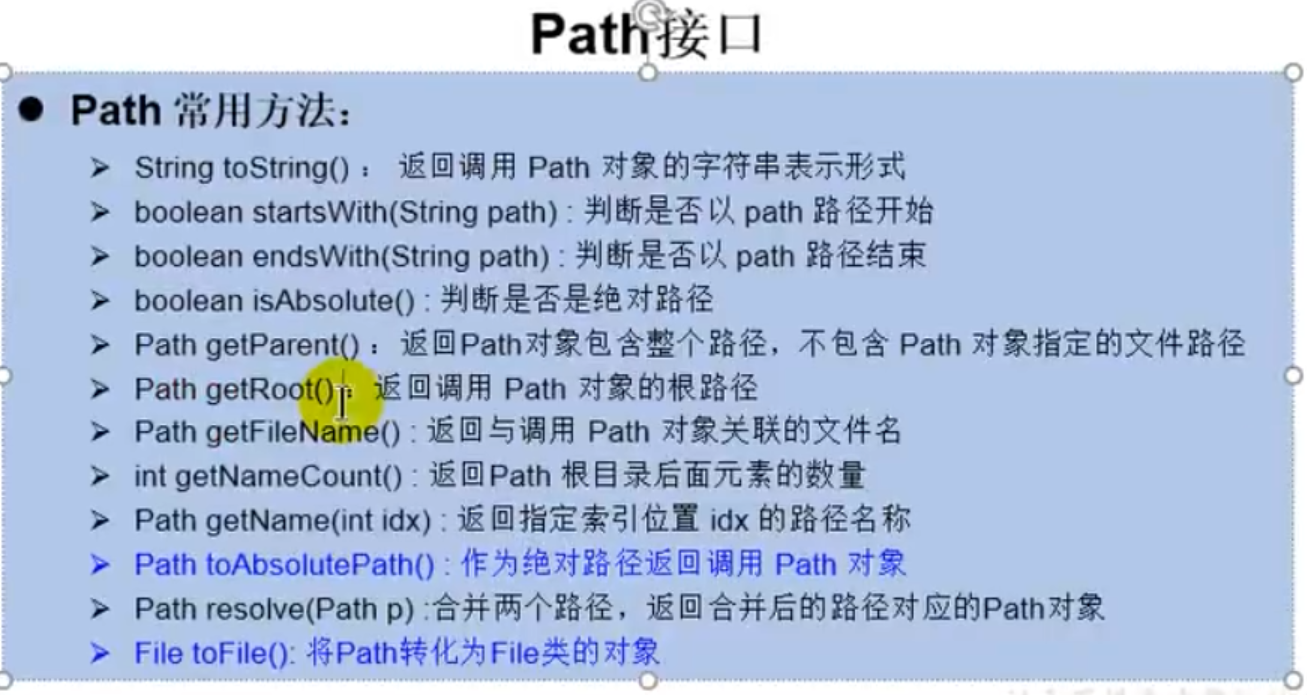 Path接口
● Path 常用方法：
➢ String toString() ： 返回调用 Path 对象的字符串表示形式
➢ boolean startsWith(String path) : 判断是否以 path 路径开始
➢ boolean endsWith(String path) : 判断是否以 path 路径结束
➢ boolean isAbsolute() : 判断是否是绝对路径
➢ Path getParent() ： 返回Path对象包含整个路径，不包含 Path 对象指定的文件路径
➢ Path getRoot() ： 返回调用 Path 对象的根路径
➢ Path getFileName() : 返回与调用 Path 对象关联的文件名
➢ int getNameCount() : 返回Path 根目录后面元素的数量
➢ Path getName(int idx) : 返回指定索引位置 idx 的路径名称
➢ Path toAbsolutePath() : 作为绝对路径返回调用 Path 对象
➢ Path resolve(Path p) :合并两个路径，返回合并后的路径对应的Path对象
➢ File toFile(): 将Path转化为File类的对象